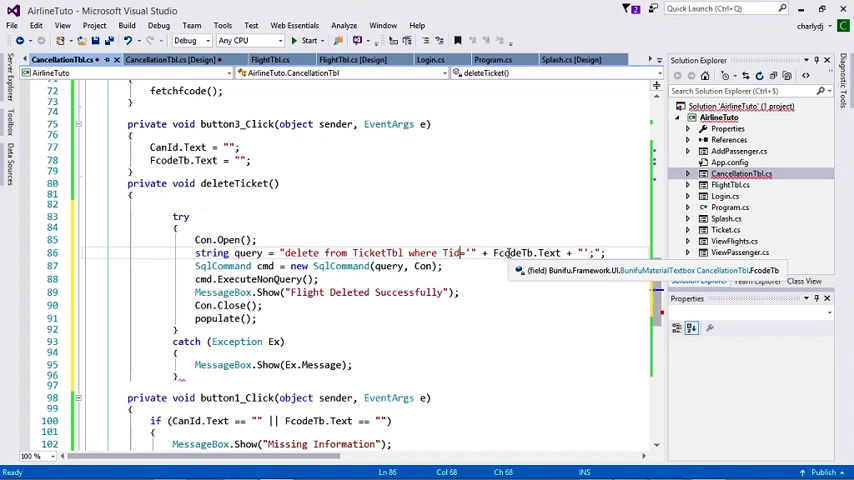 AirlineTuto - Microsoft Visual Studio
Quick Launch (Ctrl+Q)
File Edit View Project Build Debug Team Tools Test Web Essentials Analyze Window Help
charlydj
Debug Any CPU Start
CancellationTbl.cs CancellationTbl.cs [Design] FlightTbl.cs FlightTbl.cs [Design] Login.cs Program.cs Splash.cs
AirlineTuto AirlineTuto.CancellationTbl deleteTicket()
Server Explorer
Toolbox
Data Sources
72 fetchfcode();
73 }
74
75 private void button3_Click(object sender, EventArgs e)
76 {
77 CanId.Text = "";
78 FcodeTb.Text = "";
79 }
80 private void deleteTicket()
81 {
82
83 try
84 {
85 Con.Open();
86 string query = "delete from TicketTbl where Tid='" + FcodeTb.Text + "';";
87 SqlCommand cmd = new SqlCommand(query, Con);
88 cmd.ExecuteNonQuery();
89 MessageBox.Show("Flight Deleted Successfully");
90 Con.Close();
91 populate();
92 }
93 catch (Exception Ex)
94 {
95 MessageBox.Show(Ex.Message);
96 }
97
98 private void button1_Click(object sender, EventArgs e)
99 {
100 if (CanId.Text == "" || FcodeTb.Text == "")
101 {
102 MessageBox.Show("Missing Information");
(field) Bunifu.Framework.UI.BunifuMaterialTextbox CancellationTbl.FcodeTb
100 %
Solution Explorer
Search Solution Explorer (Ctrl+$)
Solution 'AirlineTuto' (1 project)
AirlineTuto
Properties
References
AddPassenger.cs
App.config
CancellationTbl.cs
FlightTbl.cs
Login.cs
Program.cs
Splash.cs
Ticket.cs
ViewFlights.cs
Solution Explorer Team Explorer Class View
Properties
Diagnostic Tools
Ready Ln 86 Col 68 Ch 68 INS Publish